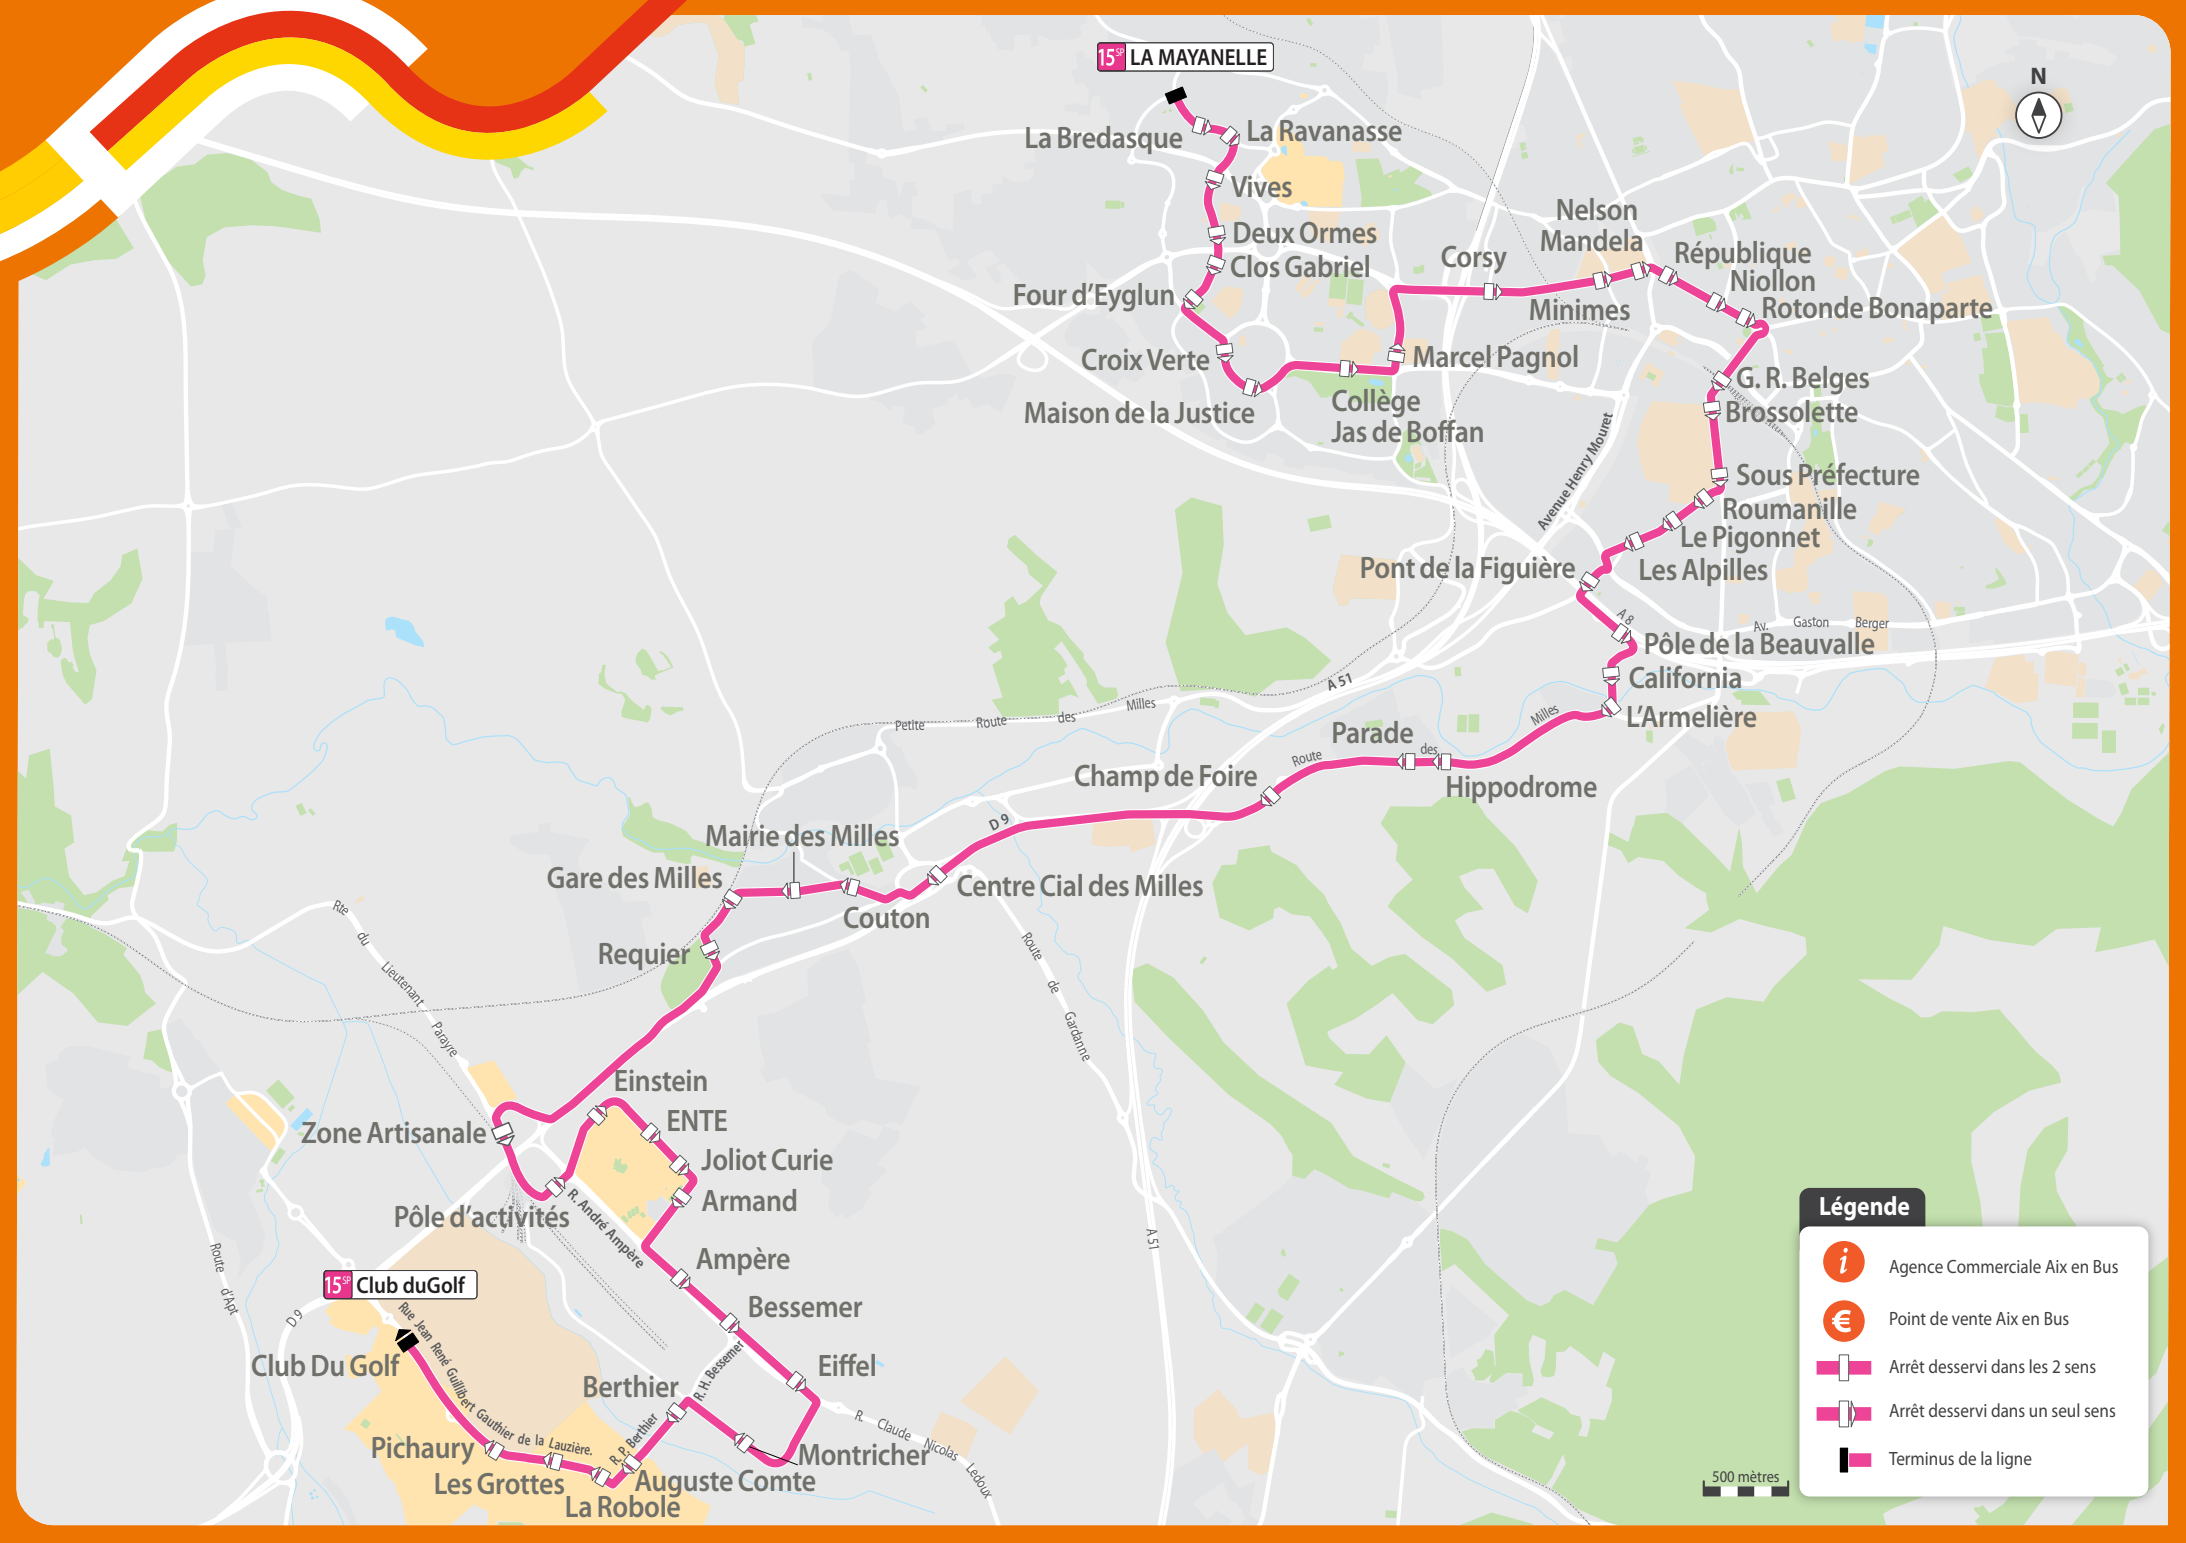 15SP LA MAYANELLE
N
La Bredasque
La Ravanasse
Vives
Deux Ormes
Clos Gabriel
Four d'Eyglun
Croix Verte
Maison de la Justice
Collège
Jas de Boffan
Marcel Pagnol
Corsy
Minimes
Nelson
Mandela
République
Niollon
Rotonde Bonaparte
G. R. Belges
Brossolette
Avenue Henry Mouret
Sous Préfecture
Roumanille
Le Pigonnet
Les Alpilles
Pont de la Figuière
A 8
Av. Gaston Berger
Pôle de la Beauvalle
California
L'Armelière
A 51
Petite Route des Milles
Route des Milles
Parade
Hippodrome
Champ de Foire
D 9
Mairie des Milles
Gare des Milles
Centre Cial des Milles
Couton
Requier
Rte du Lieutenant Parayre
Route de Gardanne
Einstein
ENTE
Zone Artisanale
Joliot Curie
Armand
Pôle d'activités
R. André Ampère
A 51
Ampère
Route d'Apt
D 9
15SP Club duGolf
Bessemer
Rue Jean René Guillibert Gauthier de la Lauzière.
Club Du Golf
Eiffel
R. H. Bessemer
Berthier
R. P. Berthier
R. Claude Nicolas Ledoux
Pichaury
Montricher
Les Grottes
Auguste Comte
La Robole
500 mètres
Légende
i Agence Commerciale Aix en Bus
€ Point de vente Aix en Bus
Arrêt desservi dans les 2 sens
Arrêt desservi dans un seul sens
Terminus de la ligne